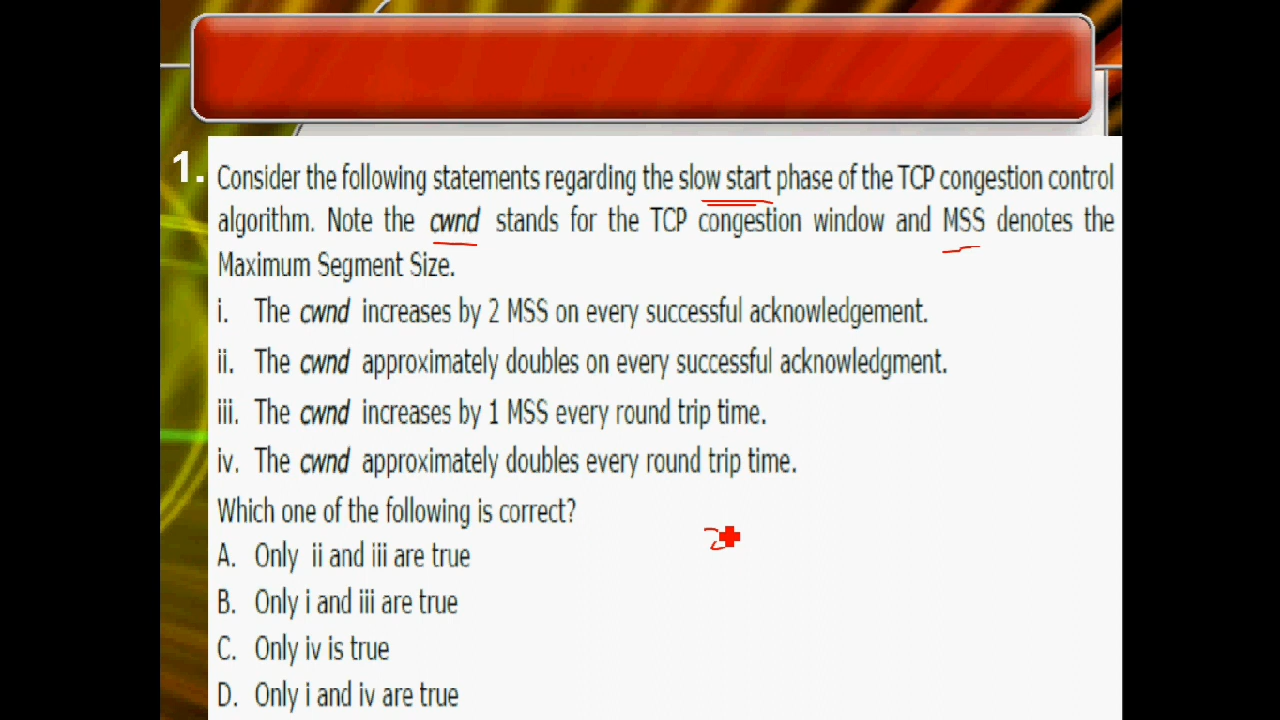 1. Consider the following statements regarding the slow start phase of the TCP congestion control
algorithm. Note the cwnd stands for the TCP congestion window and MSS denotes the
Maximum Segment Size.
i. The cwnd increases by 2 MSS on every successful acknowledgement.
ii. The cwnd approximately doubles on every successful acknowledgment.
iii. The cwnd increases by 1 MSS every round trip time.
iv. The cwnd approximately doubles every round trip time.
Which one of the following is correct?
A. Only ii and iii are true
B. Only i and iii are true
C. Only iv is true
D. Only i and iv are true